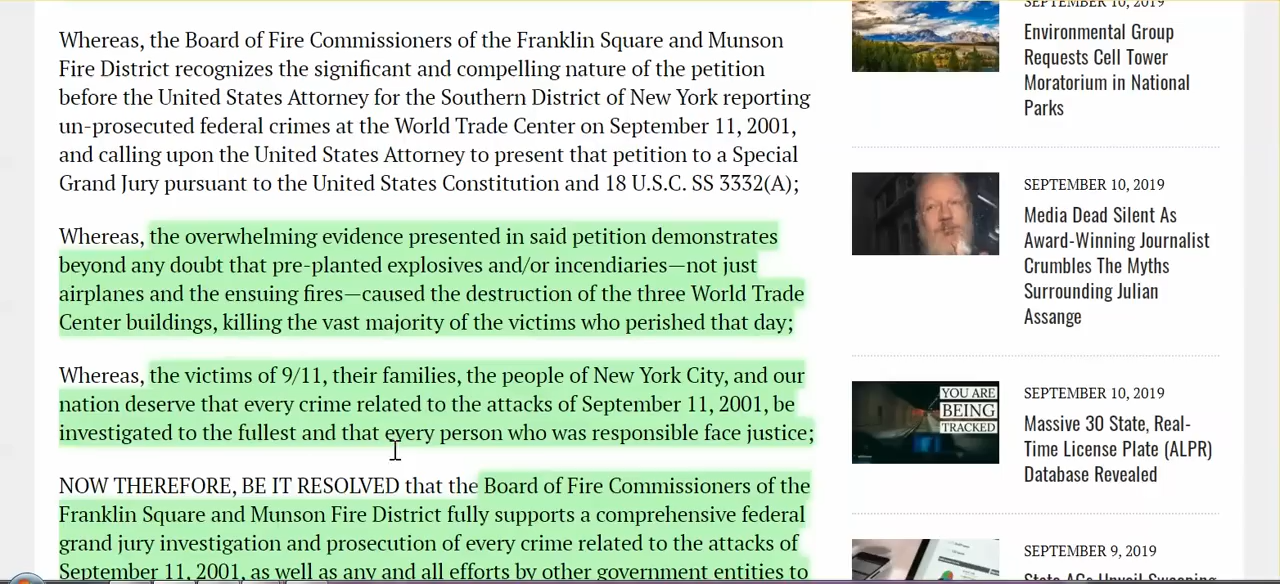 Whereas, the Board of Fire Commissioners of the Franklin Square and Munson
Fire District recognizes the significant and compelling nature of the petition
before the United States Attorney for the Southern District of New York reporting
un-prosecuted federal crimes at the World Trade Center on September 11, 2001,
and calling upon the United States Attorney to present that petition to a Special
Grand Jury pursuant to the United States Constitution and 18 U.S.C. SS 3332(A);
Whereas, the overwhelming evidence presented in said petition demonstrates
beyond any doubt that pre-planted explosives and/or incendiaries—not just
airplanes and the ensuing fires—caused the destruction of the three World Trade
Center buildings, killing the vast majority of the victims who perished that day;
Whereas, the victims of 9/11, their families, the people of New York City, and our
nation deserve that every crime related to the attacks of September 11, 2001, be
investigated to the fullest and that every person who was responsible face justice;
NOW THEREFORE, BE IT RESOLVED that the Board of Fire Commissioners of the
Franklin Square and Munson Fire District fully supports a comprehensive federal
grand jury investigation and prosecution of every crime related to the attacks of
September 11, 2001, as well as any and all efforts by other government entities to
SEPTEMBER 10, 2019
Environmental Group
Requests Cell Tower
Moratorium in National
Parks
SEPTEMBER 10, 2019
Media Dead Silent As
Award-Winning Journalist
Crumbles The Myths
Surrounding Julian
Assange
YOU ARE
BEING
TRACKED
SEPTEMBER 10, 2019
Massive 30 State, Real-
Time License Plate (ALPR)
Database Revealed
SEPTEMBER 9, 2019
State AGs Unveil Sweeping